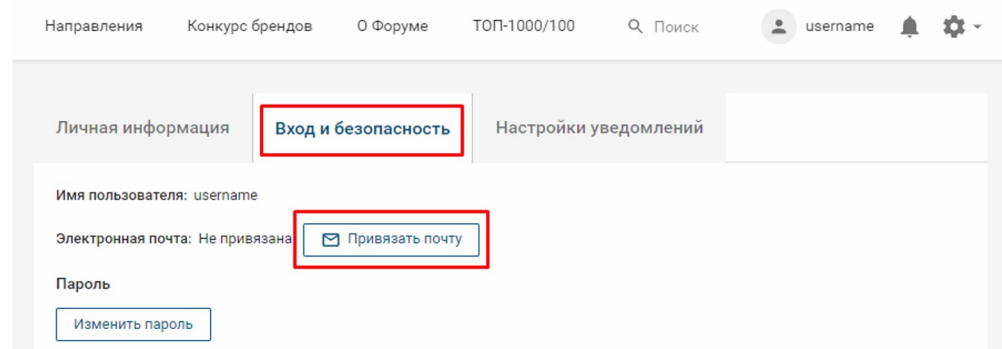 Направления Конкурс брендов О Форуме ТОП-1000/100 Поиск username
Личная информация Вход и безопасность Настройки уведомлений
Имя пользователя: username
Электронная почта: Не привязана Привязать почту
Пароль
Изменить пароль